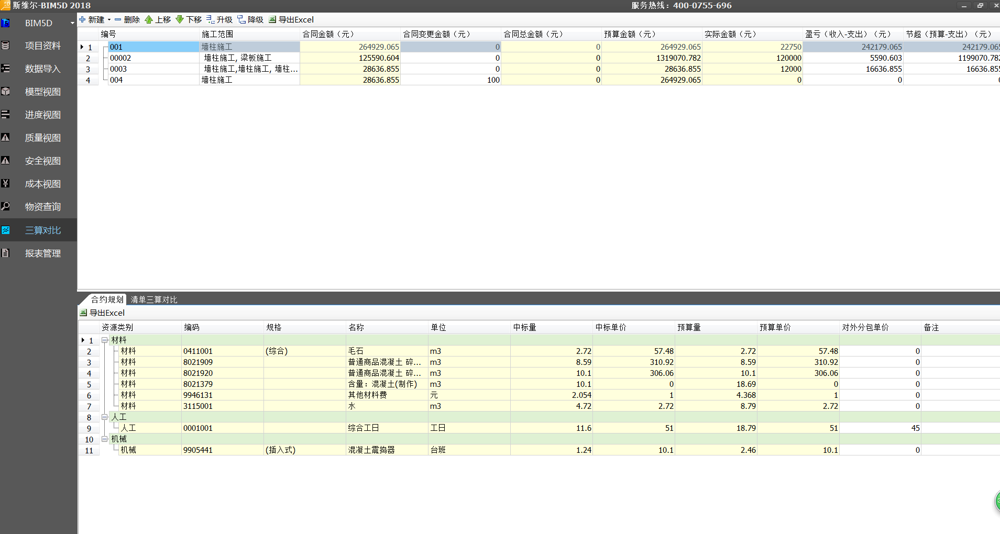 斯维尔-BIM5D 2018 服务热线：400-0755-696
BIM5D
项目资料
数据导入
模型视图
进度视图
质量视图
安全视图
成本视图
物资查询
三算对比
报表管理
新建 删除 上移 下移 升级 降级 导出Excel
编号 施工范围 合同金额（元） 合同变更金额（元） 合同总金额（元） 预算金额（元） 实际金额（元） 盈亏（收入-支出）（元） 节超（预算-支出）（元）
1 001 墙柱施工 264929.065 0 0 264929.065 22750 242179.065 242179.065
2 00002 墙柱施工, 梁板施工 125590.604 0 0 1319070.782 120000 5590.603 1199070.782
3 0003 墙柱施工,墙柱施工, 墙柱... 28636.855 0 0 28636.855 12000 16636.855 16636.855
4 004 墙柱施工 28636.855 100 0 264929.065 0 0 0
合约规划 清单三算对比
导出Excel
资源类别 编码 规格 名称 单位 中标量 中标单价 预算量 预算单价 对外分包单价 备注
1 材料
2 材料 0411001 (综合) 毛石 m3 2.72 57.48 2.72 57.48 0
3 材料 8021909 普通商品混凝土 碎... m3 8.59 310.92 8.59 310.92 0
4 材料 8021920 普通商品混凝土 碎... m3 10.1 306.06 10.1 306.06 0
5 材料 8021379 含量：混凝土(制作) m3 10.1 0 18.69 0 0
6 材料 9946131 其他材料费 元 2.054 1 4.368 1 0
7 材料 3115001 水 m3 4.72 2.72 8.79 2.72 0
8 人工
9 人工 0001001 综合工日 工日 11.6 51 18.79 51 45
10 机械
11 机械 9905441 (插入式) 混凝土震捣器 台班 1.24 10.1 2.46 10.1 0